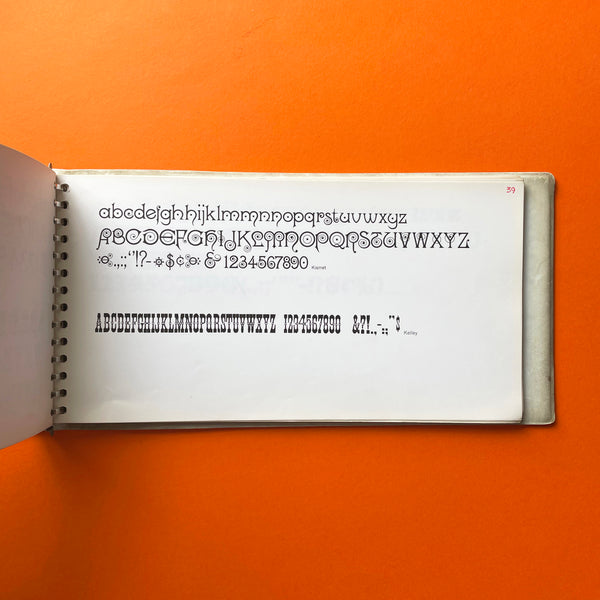 39
abcdefghhijklmmnnopqrstuvwxyz
ABCDEFGHIJKLMNOPQRSTUVWXYZ
.,:;''!?-$¢& 1234567890 Kismet
ABCDEFGHIJKLMNOPQRSTUVWXYZ 1234567890 &?!.,-:;''$ Kelley